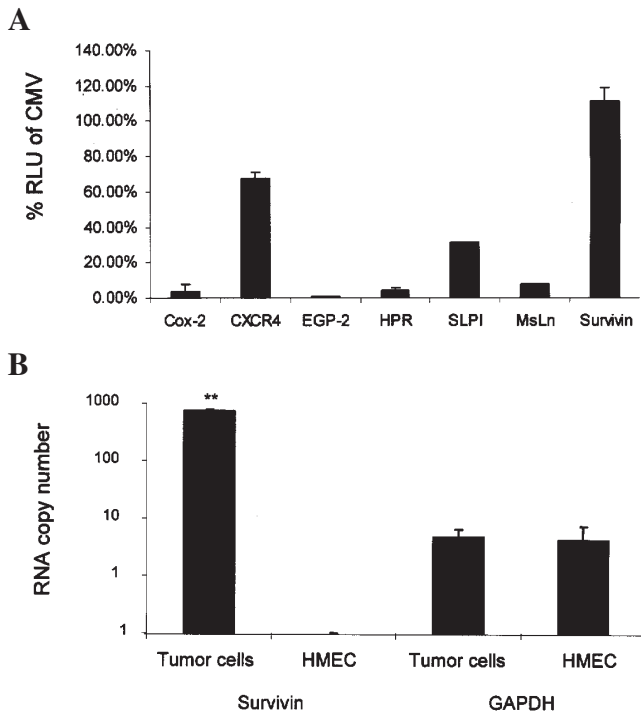 A
% RLU of CMV
140.00%
120.00%
100.00%
80.00%
60.00%
40.00%
20.00%
0.00%
Cox-2 CXCR4 EGP-2 HPR SLPI MsLn Survivin
B
RNA copy number
1000
100
10
1
1
**
Tumor cells HMEC Tumor cells HMEC
Survivin GAPDH